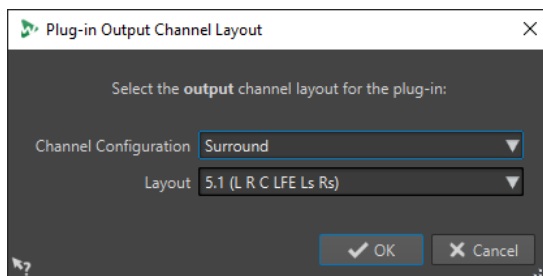 Plug-in Output Channel Layout
Select the output channel layout for the plug-in:
Channel Configuration Surround
Layout 5.1 (L R C LFE Ls Rs)
OK Cancel
?